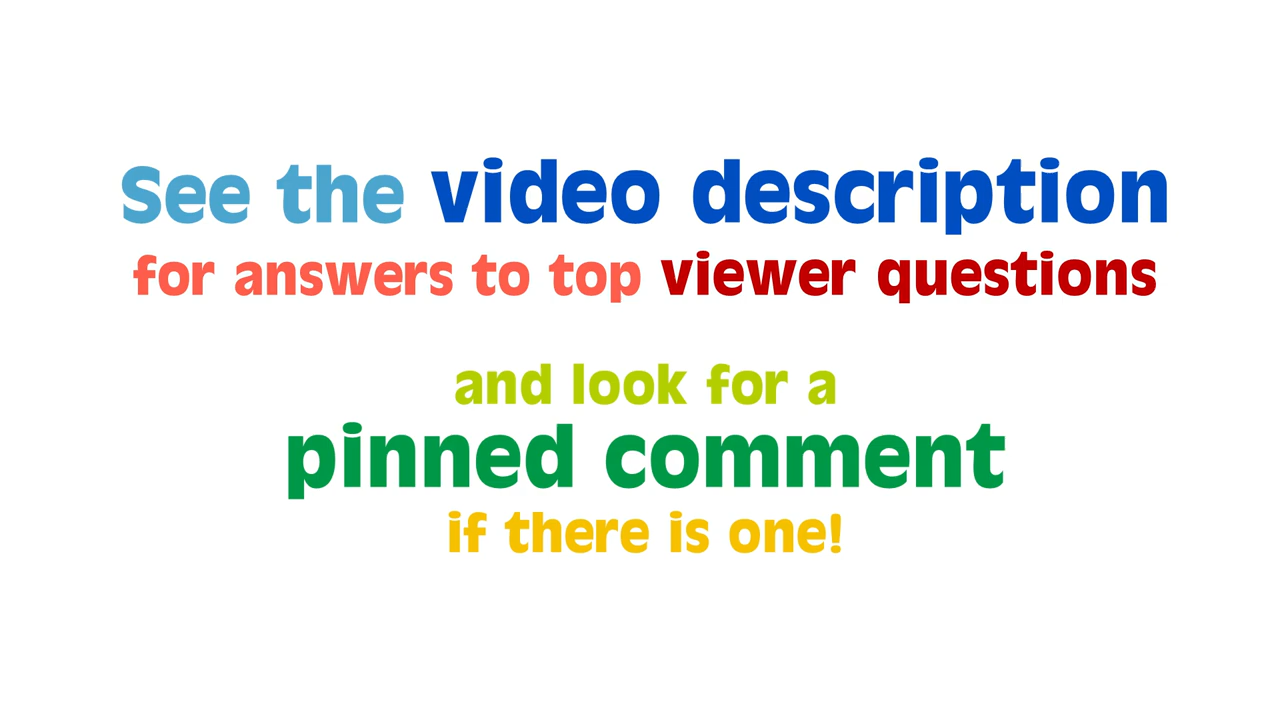 See the video description
for answers to top viewer questions
and look for a
pinned comment
if there is one!